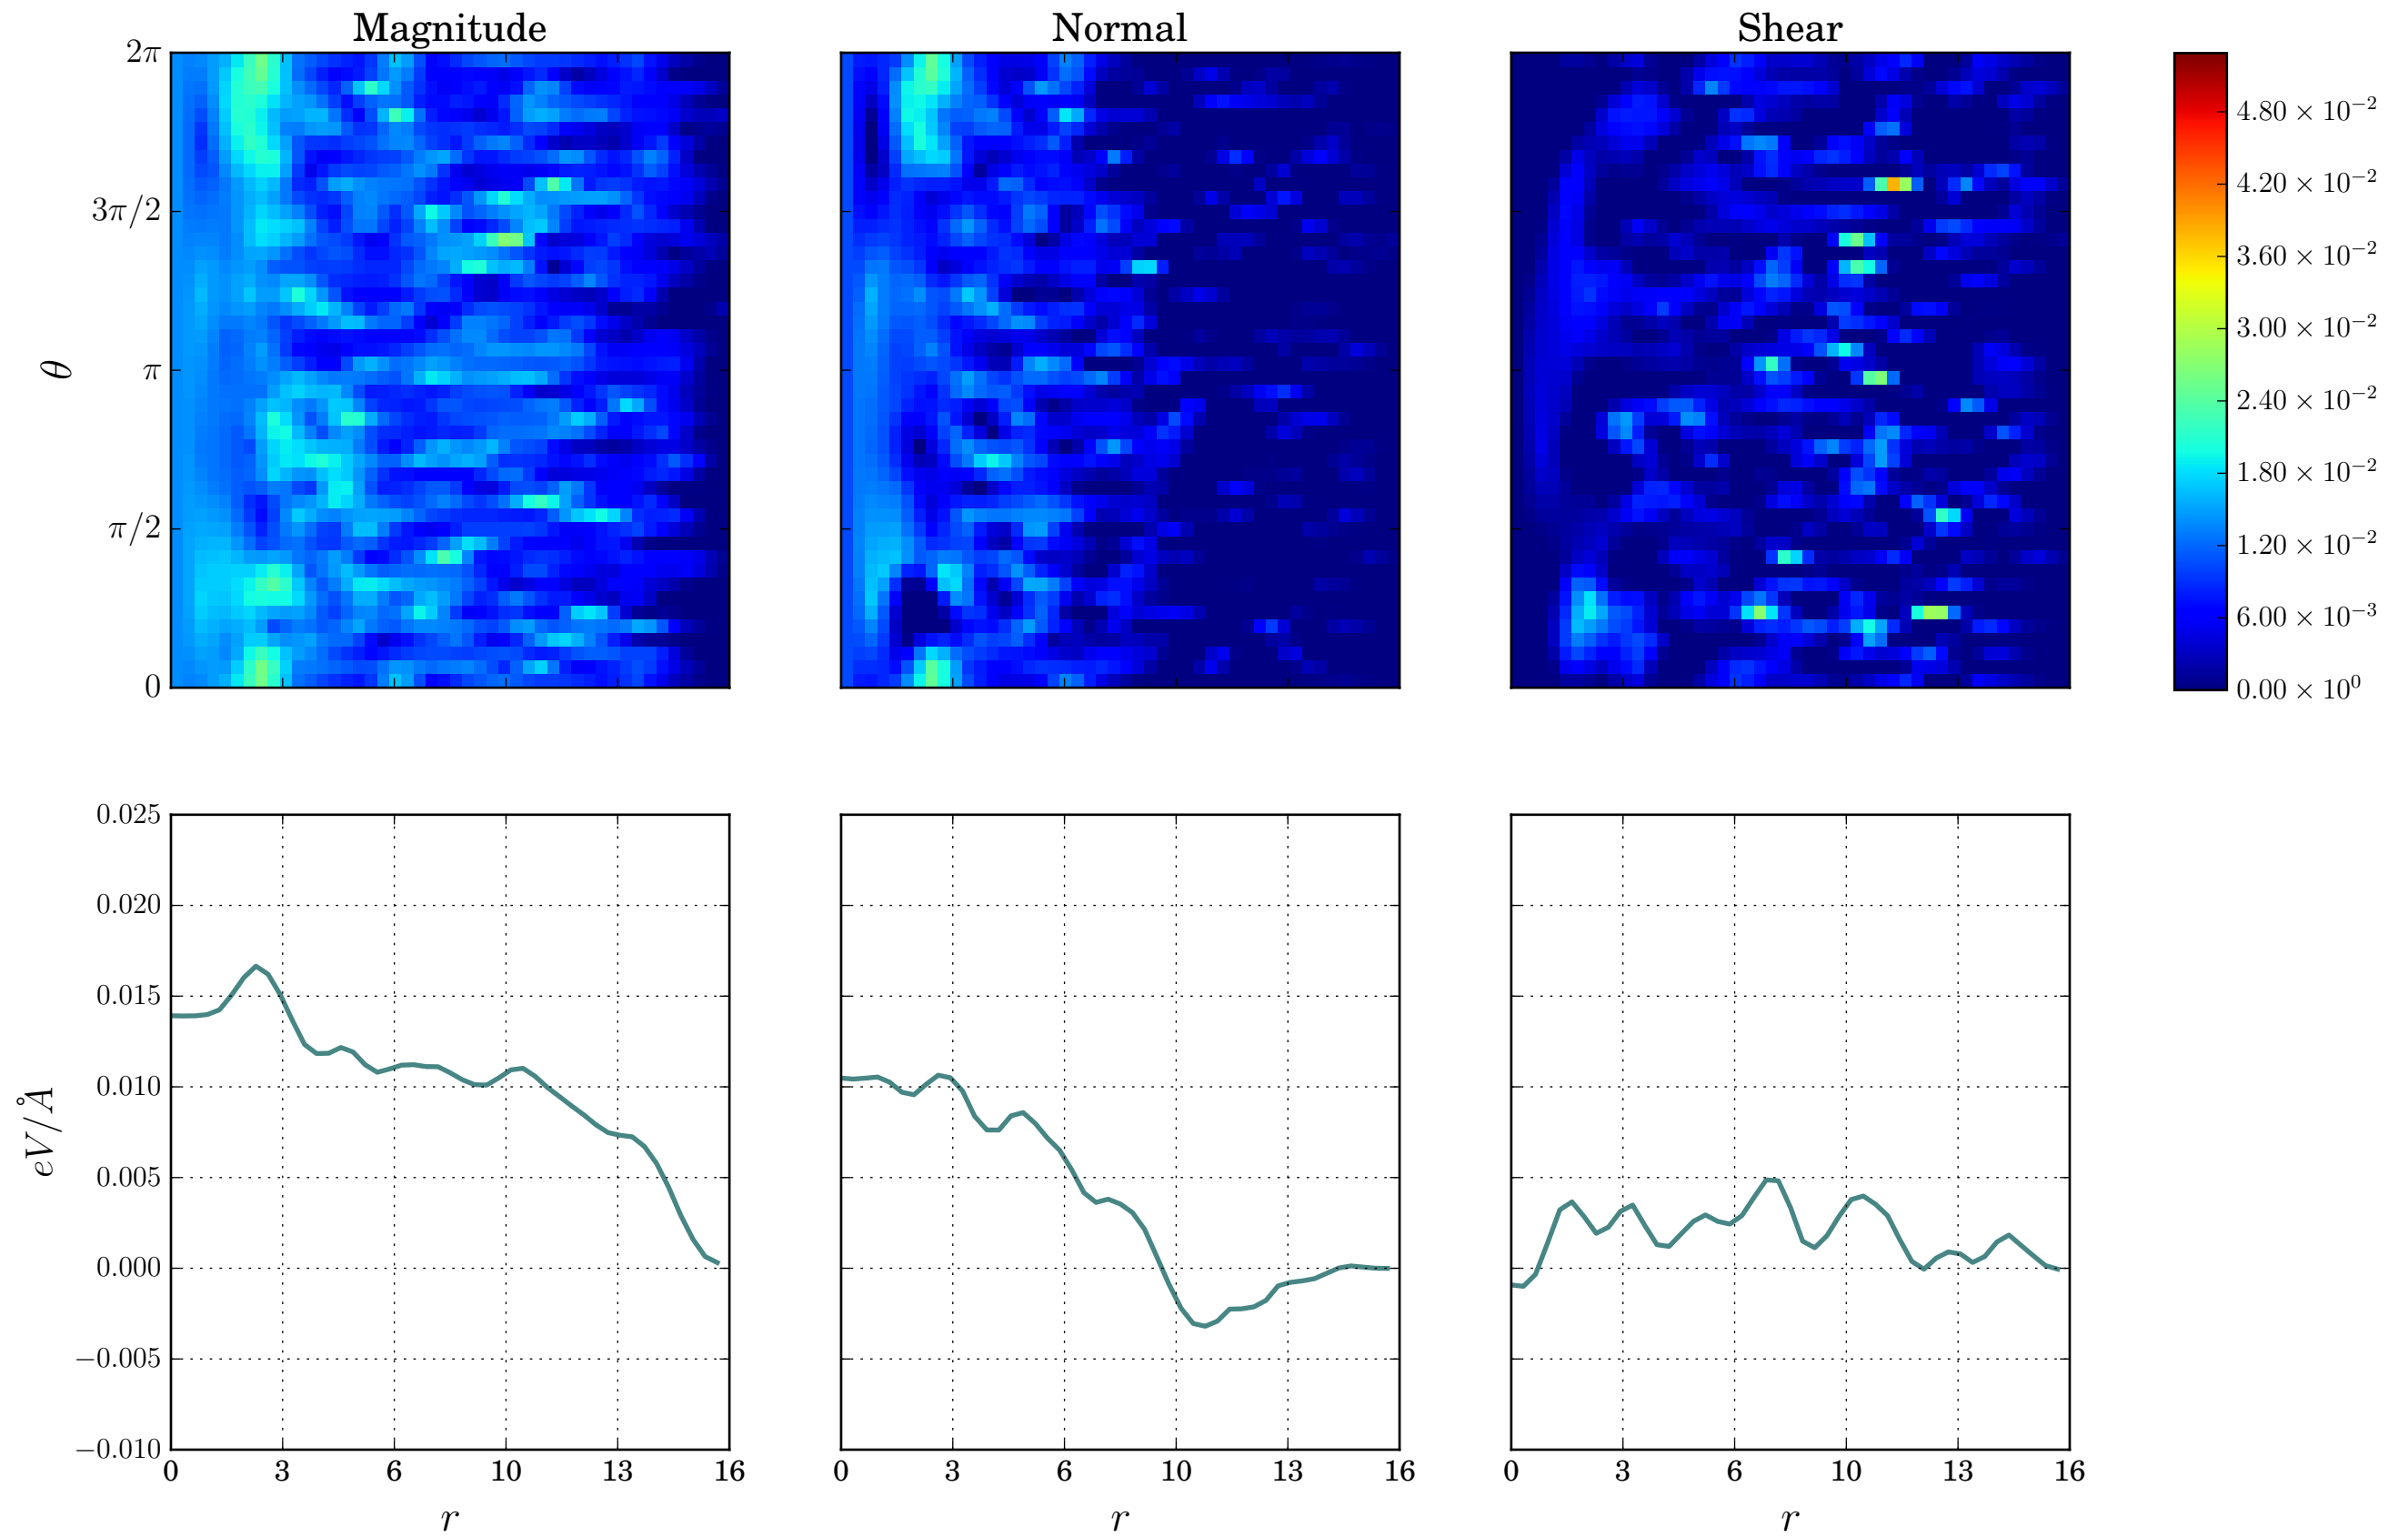 Magnitude Normal Shear
2π
3π/2
π
π/2
0
θ
4.80 × 10⁻²
4.20 × 10⁻²
3.60 × 10⁻²
3.00 × 10⁻²
2.40 × 10⁻²
1.80 × 10⁻²
1.20 × 10⁻²
6.00 × 10⁻³
0.00 × 10⁰
0.025
0.020
0.015
0.010
0.005
0.000
−0.005
−0.010
eV/Å
0 3 6 10 13 16 0 3 6 10 13 16 0 3 6 10 13 16
r r r